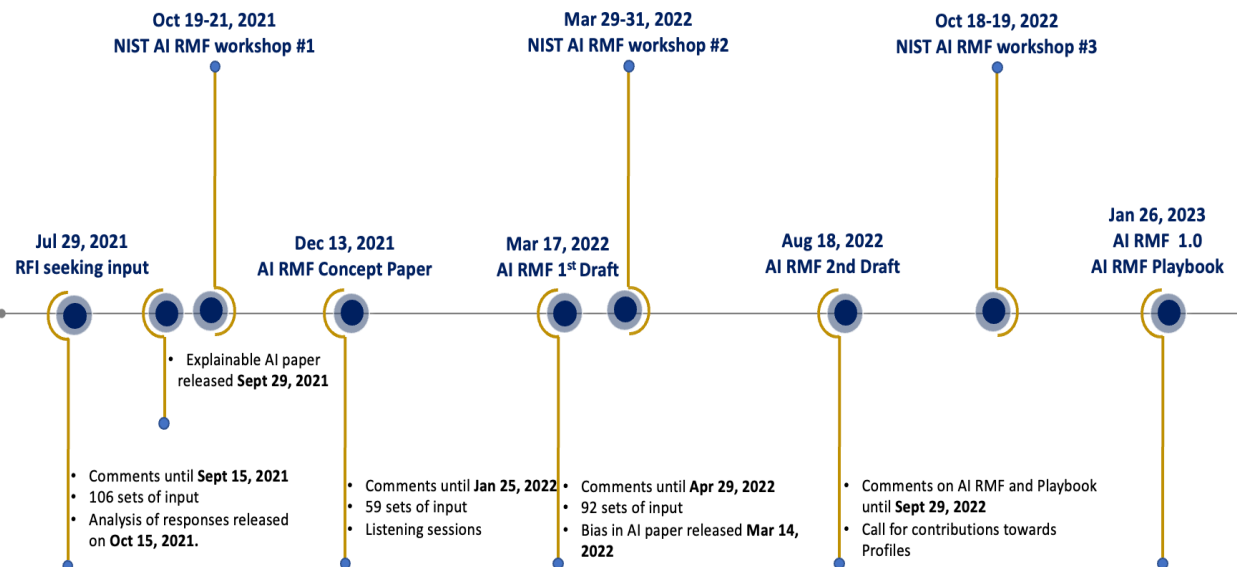 Oct 19-21, 2021
NIST AI RMF workshop #1
Mar 29-31, 2022
NIST AI RMF workshop #2
Oct 18-19, 2022
NIST AI RMF workshop #3
Jul 29, 2021
RFI seeking input
Dec 13, 2021
AI RMF Concept Paper
Mar 17, 2022
AI RMF 1st Draft
Aug 18, 2022
AI RMF 2nd Draft
Jan 26, 2023
AI RMF 1.0
AI RMF Playbook
• Explainable AI paper
released Sept 29, 2021
• Comments until Sept 15, 2021
• 106 sets of input
• Analysis of responses released
on Oct 15, 2021.
• Comments until Jan 25, 2022
• 59 sets of input
• Listening sessions
• Comments until Apr 29, 2022
• 92 sets of input
• Bias in AI paper released Mar 14,
2022
• Comments on AI RMF and Playbook
until Sept 29, 2022
• Call for contributions towards
Profiles